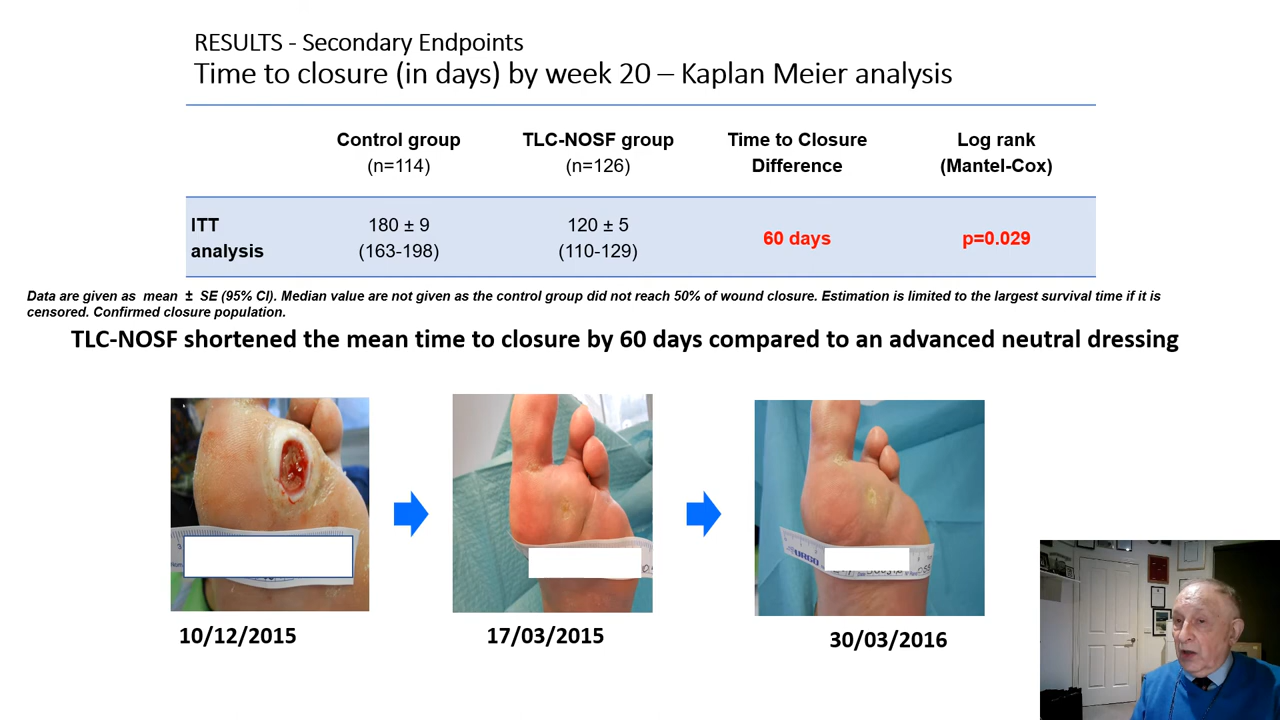 RESULTS - Secondary Endpoints
Time to closure (in days) by week 20 – Kaplan Meier analysis
Control group
(n=114)
TLC-NOSF group
(n=126)
Time to Closure
Difference
Log rank
(Mantel-Cox)
ITT
analysis
180 ± 9
(163-198)
120 ± 5
(110-129)
60 days
p=0.029
Data are given as mean ± SE (95% CI). Median value are not given as the control group did not reach 50% of wound closure. Estimation is limited to the largest survival time if it is
censored. Confirmed closure population.
TLC-NOSF shortened the mean time to closure by 60 days compared to an advanced neutral dressing
URGO
10/12/2015
17/03/2015
30/03/2016